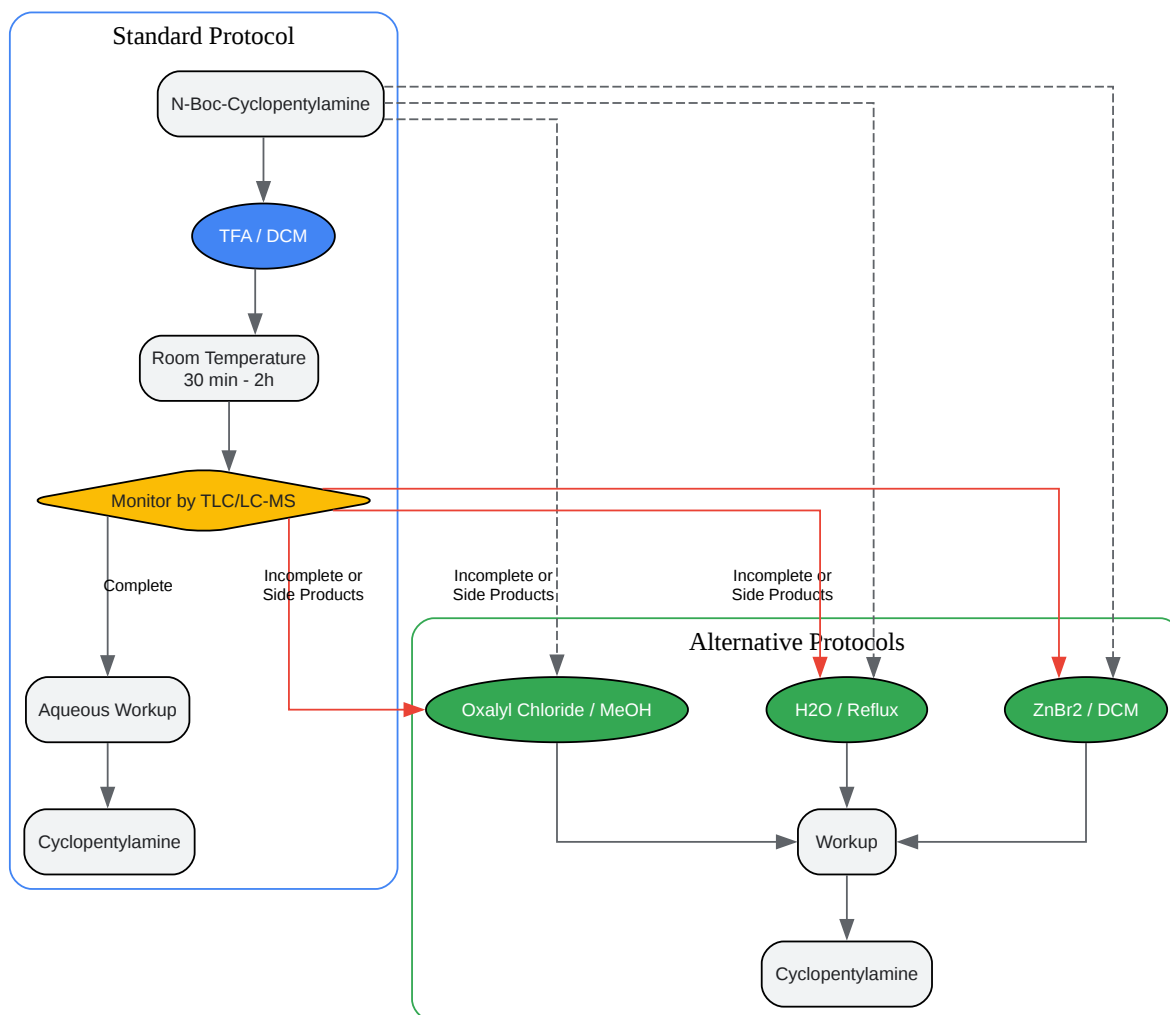 Standard Protocol
N-Boc-Cyclopentylamine
TFA / DCM
Room Temperature
30 min - 2h
Monitor by TLC/LC-MS
Complete
Incomplete or
Side Products
Incomplete or
Side Products
Incomplete or
Side Products
Alternative Protocols
Aqueous Workup
Oxalyl Chloride / MeOH
H2O / Reflux
ZnBr2 / DCM
Cyclopentylamine
Workup
Cyclopentylamine